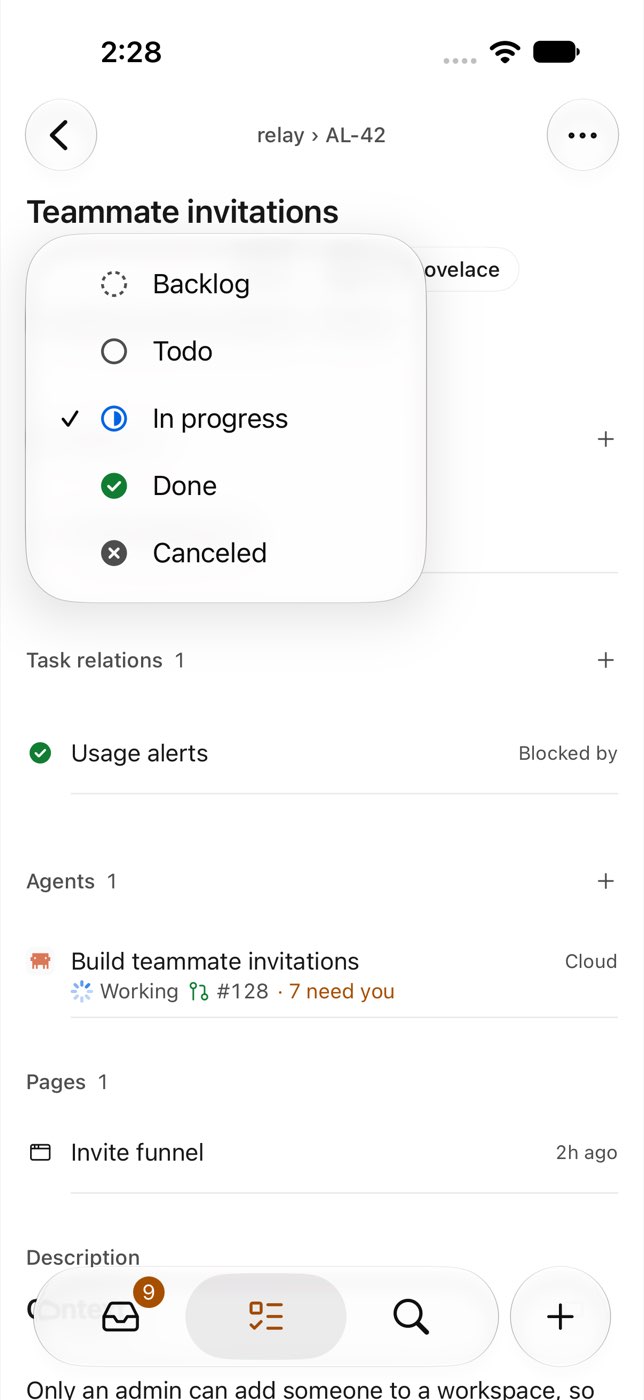 2:28
relay › AL-42
Teammate invitations
ovelace
Backlog
Todo
In progress
Done
Canceled
Task relations 1
Usage alerts
Blocked by
Agents 1
Build teammate invitations
Cloud
Working #128 · 7 need you
Pages 1
Invite funnel
2h ago
Description
9
Only an admin can add someone to a workspace, so